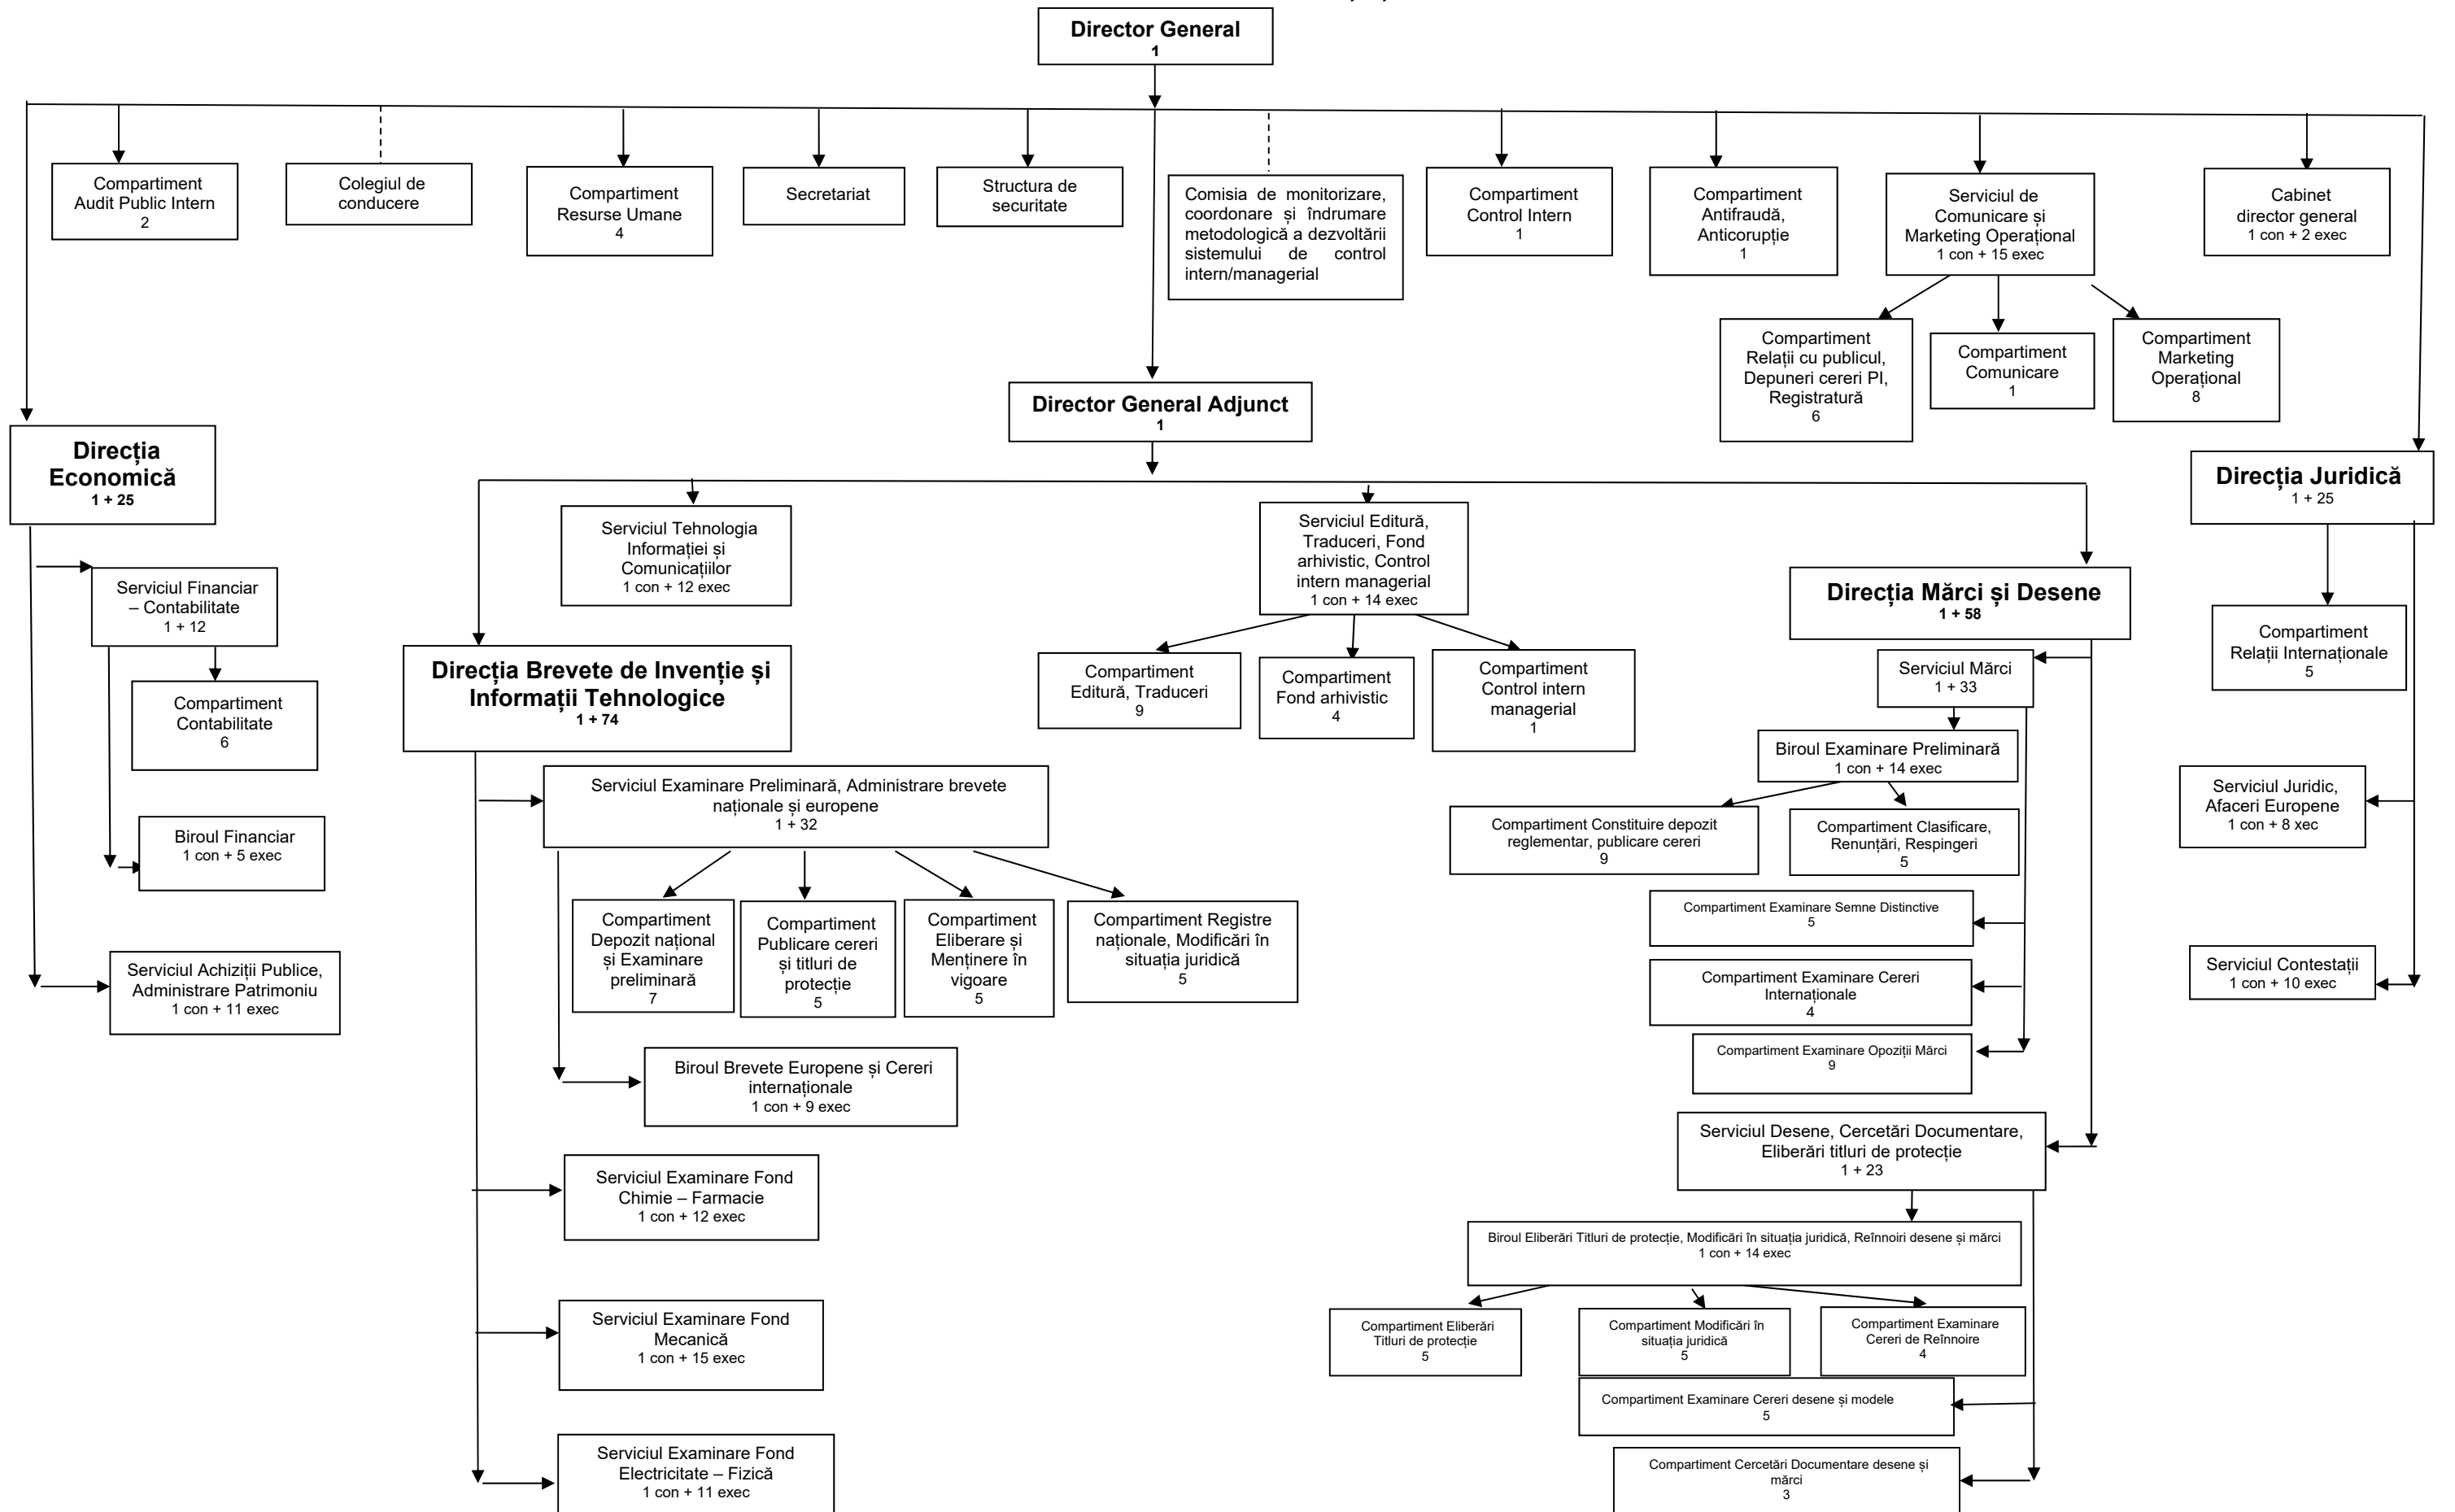 Director General
1
Compartiment
Audit Public Intern
2
Colegiul de
conducere
Compartiment
Resurse Umane
4
Secretariat
Structura de
securitate
Comisia de monitorizare,
coordonare și îndrumare
metodologică a dezvoltării
sistemului de control
intern/managerial
Compartiment
Control Intern
1
Compartiment
Antifraudă,
Anticorupție
1
Serviciul de
Comunicare și
Marketing Operațional
1 con + 15 exec
Cabinet
director general
1 con + 2 exec
Compartiment
Relații cu publicul,
Depuneri cereri PI,
Registratură
6
Compartiment
Comunicare
1
Compartiment
Marketing
Operațional
8
Director General Adjunct
1
Direcția
Economică
1 + 25
Direcția Juridică
1 + 25
Serviciul Tehnologia
Informației și
Comunicațiilor
1 con + 12 exec
Serviciul Editură,
Traduceri, Fond
arhivistic, Control
intern managerial
1 con + 14 exec
Direcția Mărci și Desene
1 + 58
Serviciul Financiar
– Contabilitate
1 + 12
Compartiment
Contabilitate
6
Biroul Financiar
1 con + 5 exec
Serviciul Achiziții Publice,
Administrare Patrimoniu
1 con + 11 exec
Direcția Brevete de Invenție și
Informații Tehnologice
1 + 74
Compartiment
Editură, Traduceri
9
Compartiment
Fond arhivistic
4
Compartiment
Control intern
managerial
1
Serviciul Mărci
1 + 33
Compartiment
Relații Internaționale
5
Biroul Examinare Preliminară
1 con + 14 exec
Serviciul Juridic,
Afaceri Europene
1 con + 8 xec
Serviciul Examinare Preliminară, Administrare brevete
naționale și europene
1 + 32
Compartiment Constituire depozit
reglementar, publicare cereri
9
Compartiment Clasificare,
Renunțări, Respingeri
5
Compartiment
Depozit național
și Examinare
preliminară
7
Compartiment
Publicare cereri
și titluri de
protecție
5
Compartiment
Eliberare și
Menținere în
vigoare
5
Compartiment Registre
naționale, Modificări în
situația juridică
5
Compartiment Examinare Semne Distinctive
5
Compartiment Examinare Cereri
Internaționale
4
Serviciul Contestații
1 con + 10 exec
Compartiment Examinare Opoziții Mărci
9
Biroul Brevete Europene și Cereri
internaționale
1 con + 9 exec
Serviciul Desene, Cercetări Documentare,
Eliberări titluri de protecție
1 + 23
Serviciul Examinare Fond
Chimie – Farmacie
1 con + 12 exec
Biroul Eliberări Titluri de protecție, Modificări în situația juridică, Reînnoiri desene și mărci
1 con + 14 exec
Serviciul Examinare Fond
Mecanică
1 con + 15 exec
Compartiment Eliberări
Titluri de protecție
5
Compartiment Modificări în
situația juridică
5
Compartiment Examinare
Cereri de Reînnoire
4
Compartiment Examinare Cereri desene și modele
5
Serviciul Examinare Fond
Electricitate – Fizică
1 con + 11 exec
Compartiment Cercetări Documentare desene și
mărci
3